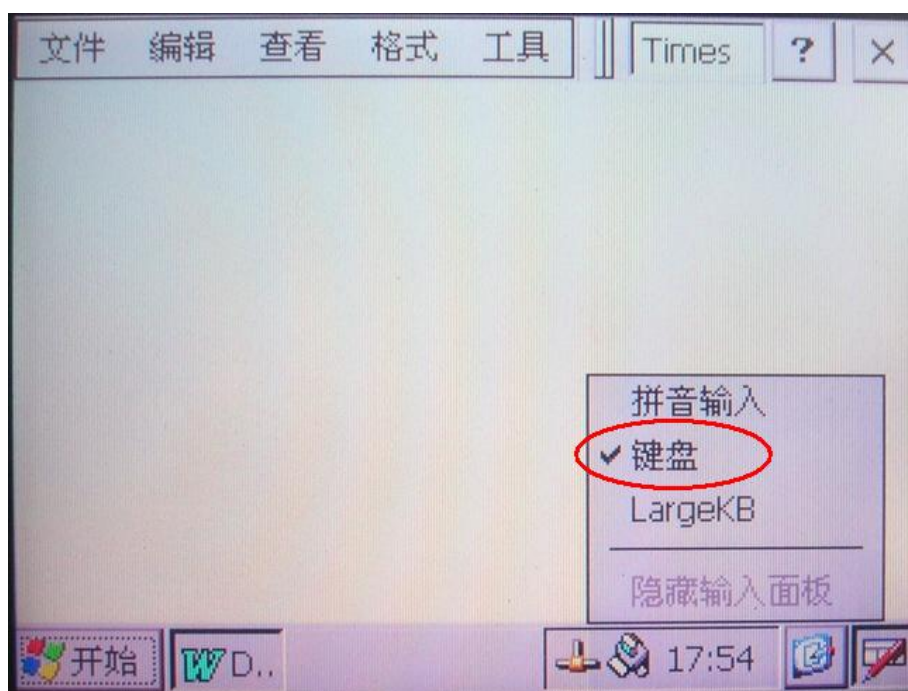 文件 编辑 查看 格式 工具 Times ? ×
拼音输入
键盘
LargeKB
隐藏输入面板
开始 D.. 17:54